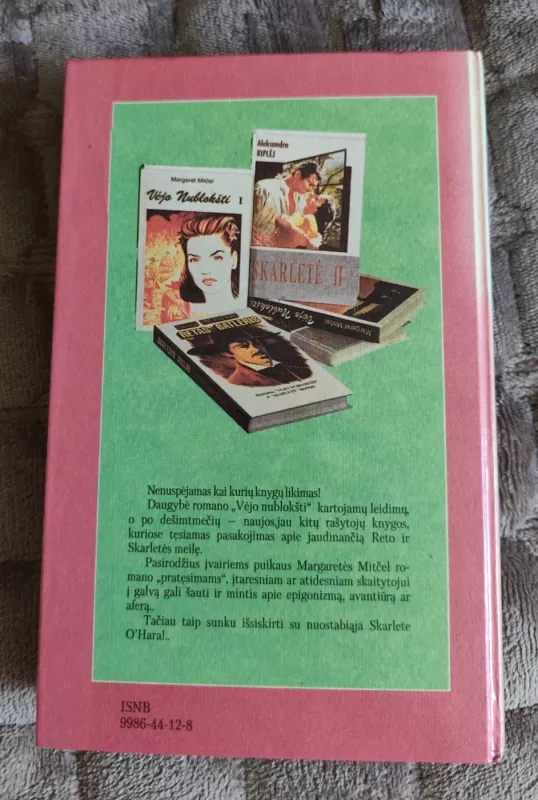 Aleksandra
RIPLĖJ
Margaret Mitčel
Vėjo Nublokšti I
SKARLETĖ II
Vėjo Nublokšti
Margaret Mitčel
RETAS BATLERIS
Nenuspėjamas kai kurių knygų likimas!
Daugybė romano „Vėjo nublokšti“ kartojamų leidimų,
o po dešimtmečių – naujos,jau kitų rašytojų knygos,
kuriose tęsiamas pasakojimas apie jaudinančią Reto ir
Skarletės meilę.
Pasirodžius įvairiems puikaus Margaretės Mitčel ro-
mano „pratęsimams“, įtaresniam ar atidesniam skaitytojui
į galvą gali šauti ir mintis apie epigonizmą, avantiūrą ar
aferą..
Tačiau taip sunku išsiskirti su nuostabiąja Skarlete
O'Hara!..
ISNB
9986-44-12-8